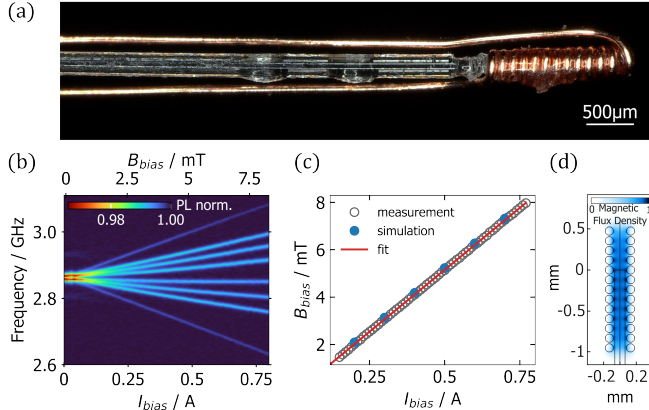 (a)
500μm
(b)
B_bias / mT
0 2.5 5 7.5
PL norm.
0.98 1.00
Frequency / GHz
3.0
2.8
2.6
0.00 0.25 0.50 0.75
I_bias / A
(c)
8
6
4
2
B_bias / mT
measurement
simulation
fit
0.25 0.50 0.75
I_bias / A
(d)
0 1
Magnetic
Flux Density
mm
0.5
0
-0.5
-1
-0.2 0.2
mm